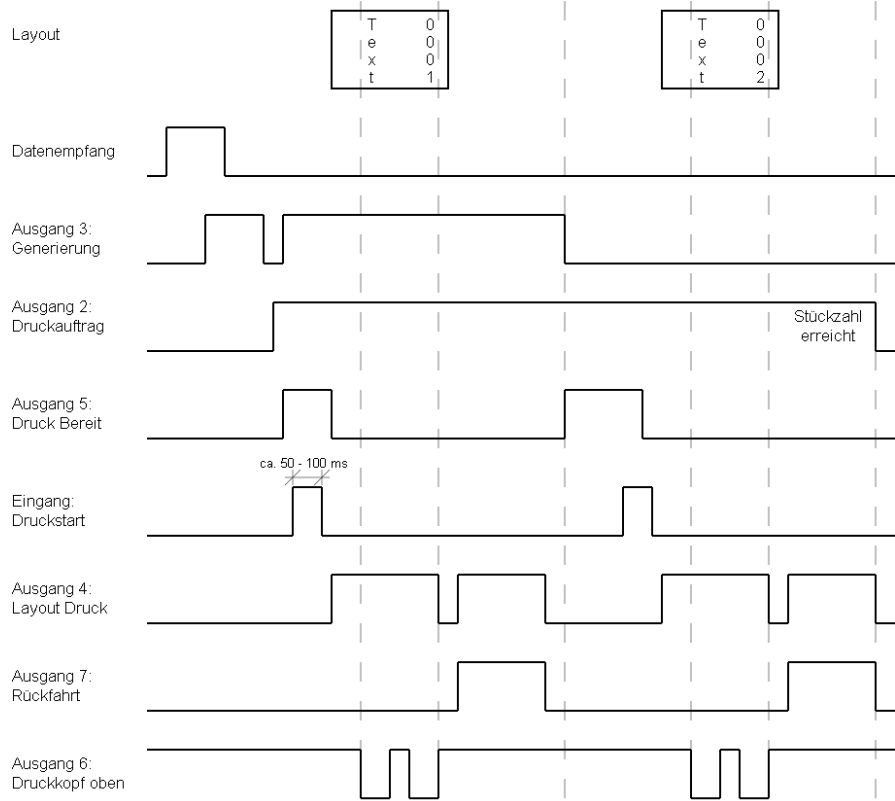 Layout
T 0
e 0
x 0
t 1
T 0
e 0
x 0
t 2
Datenempfang
Ausgang 3:
Generierung
Ausgang 2:
Druckauftrag
Stückzahl
erreicht
Ausgang 5:
Druck Bereit
ca. 50 - 100 ms
Eingang:
Druckstart
Ausgang 4:
Layout Druck
Ausgang 7:
Rückfahrt
Ausgang 6:
Druckkopf oben